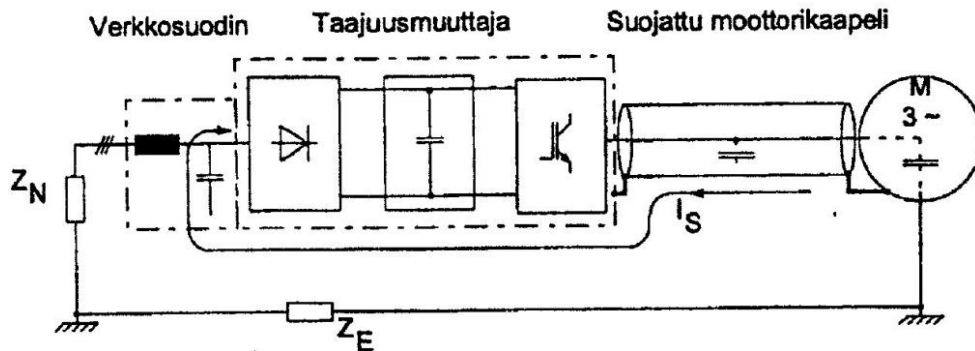 Verkkosuodin Taajuusmuuttaja Suojattu moottorikaapeli
M
3 ~
Z_N
I_S
Z_E